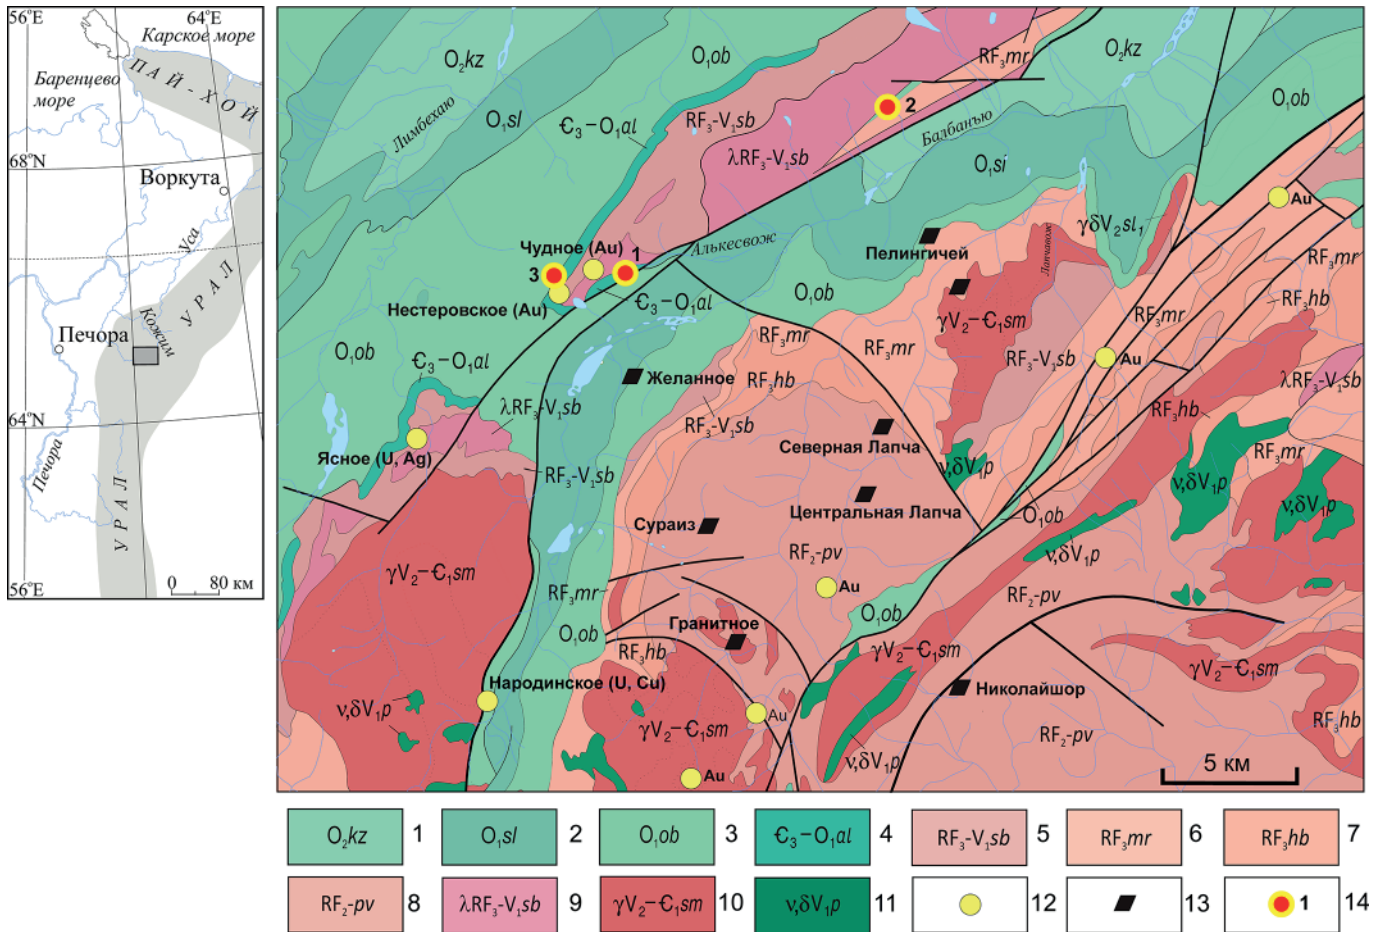 56°E
64°E
Карское море
Баренцево
море
ПАЙ-ХОЙ
68°N
Воркута
Уса
УРАЛ
Кожим
Печора
64°N
Печора
УРАЛ
0 80 км
56°E
O₂kz
O₁ob
RF₃mr
O₂kz
O₁ob
Лимбехаю
O₁sl
Є₃–O₁al
RF₃-V₁sb
2
λRF₃-V₁sb
Балбанью
O₁si
γδV₂sl₁
Au
Чудное (Au)
1
Алькесвож
Пелингичей
Лапчавож
3
Нестеровское (Au)
Є₃–O₁al
O₁ob
γV₂–Є₁sm
RF₃mr
RF₃hb
RF₃mr
O₁ob
RF₃mr
RF₃mr
RF₃-V₁sb
Au
Є₃–O₁al
Желанное
RF₃hb
λRF₃-V₁sb
λRF₃-V₁sb
RF₃-V₁sb
RF₃hb
Северная Лапча
Ясное (U, Ag)
RF₃-V₁sb
ν,δV₁p
RF₃mr
ν,δV₁p
Центральная Лапча
ν,δV₁p
Сураиз
O₁ob
RF₂-pv
ν,δV₁p
γV₂–Є₁sm
RF₃mr
Au
RF₂-pv
O₁ob
Гранитное
O₁ob
RF₃hb
γV₂–Є₁sm
γV₂–Є₁sm
Народинское (U, Cu)
Николайшор
ν,δV₁p
Au
γV₂–Є₁sm
RF₂-pv
RF₃hb
ν,δV₁p
Au
5 км
O₂kz 1
O₁sl 2
O₁ob 3
Є₃–O₁al 4
RF₃-V₁sb 5
RF₃mr 6
RF₃hb 7
RF₂-pv 8
λRF₃-V₁sb 9
γV₂–Є₁sm 10
ν,δV₁p 11
12
13
1 14